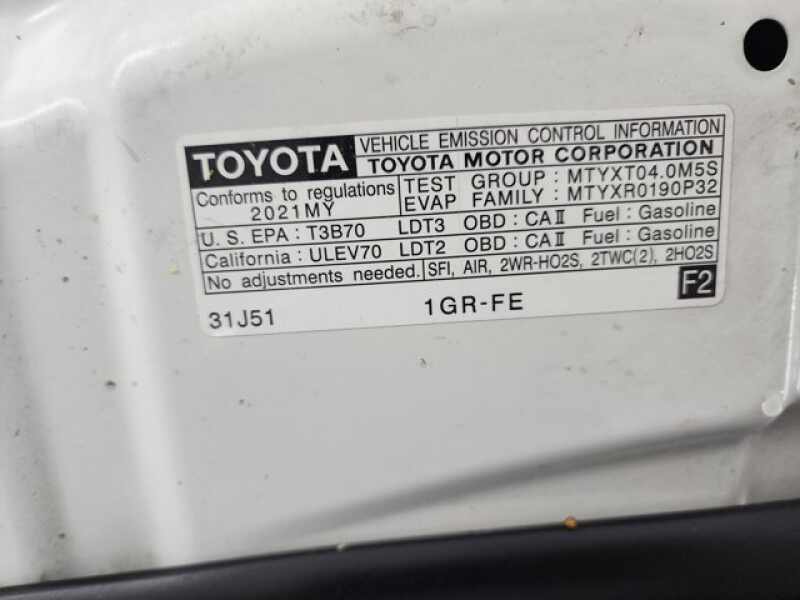 TOYOTA
VEHICLE EMISSION CONTROL INFORMATION
TOYOTA MOTOR CORPORATION
Conforms to regulations
2021MY
TEST GROUP : MTYXT04.0M5S
EVAP FAMILY : MTYXR0190P32
U. S. EPA : T3B70 LDT3 OBD : CAⅡ Fuel : Gasoline
California : ULEV70 LDT2 OBD : CAⅡ Fuel : Gasoline
No adjustments needed. SFI, AIR, 2WR-HO2S, 2TWC(2), 2HO2S
31J51 1GR-FE F2